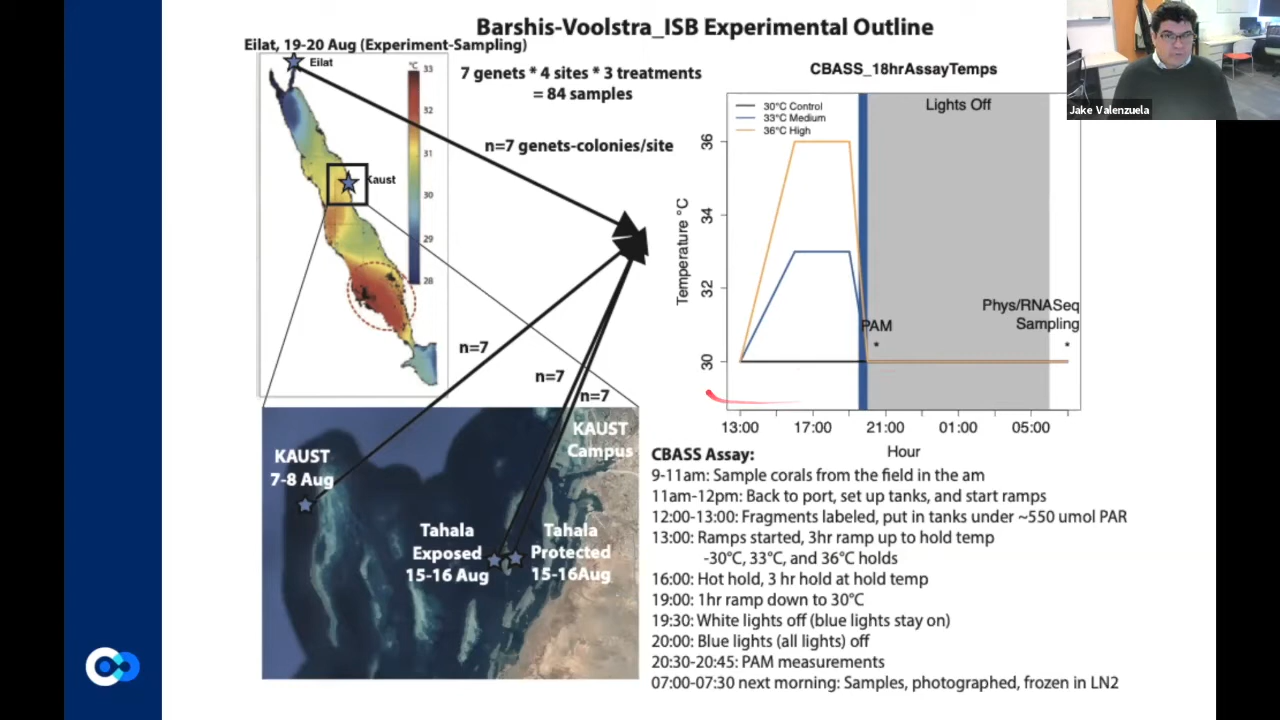 Barshis-Voolstra_ISB Experimental Outline
Eilat, 19-20 Aug (Experiment-Sampling)
Eilat
°C
33
32
31
30
29
28
Kaust
7 genets * 4 sites * 3 treatments
= 84 samples
n=7 genets-colonies/site
n=7
n=7
n=7
KAUST
7-8 Aug
KAUST
Campus
Tahala
Exposed
15-16 Aug
Tahala
Protected
15-16Aug
CBASS_18hrAssayTemps
30°C Control
33°C Medium
36°C High
Lights Off
Temperature °C
36
34
32
30
PAM
*
Phys/RNASeq
Sampling
*
13:00 17:00 21:00 01:00 05:00
Hour
CBASS Assay:
9-11am: Sample corals from the field in the am
11am-12pm: Back to port, set up tanks, and start ramps
12:00-13:00: Fragments labeled, put in tanks under ~550 umol PAR
13:00: Ramps started, 3hr ramp up to hold temp
-30°C, 33°C, and 36°C holds
16:00: Hot hold, 3 hr hold at hold temp
19:00: 1hr ramp down to 30°C
19:30: White lights off (blue lights stay on)
20:00: Blue lights (all lights) off
20:30-20:45: PAM measurements
07:00-07:30 next morning: Samples, photographed, frozen in LN2
Jake Valenzuela